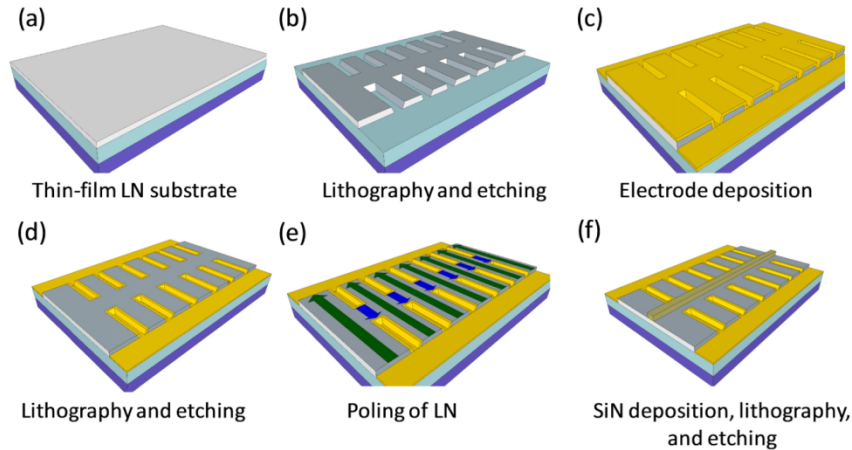 (a)
(b)
(c)
Thin-film LN substrate
Lithography and etching
Electrode deposition
(d)
(e)
(f)
Lithography and etching
Poling of LN
SiN deposition, lithography,
and etching